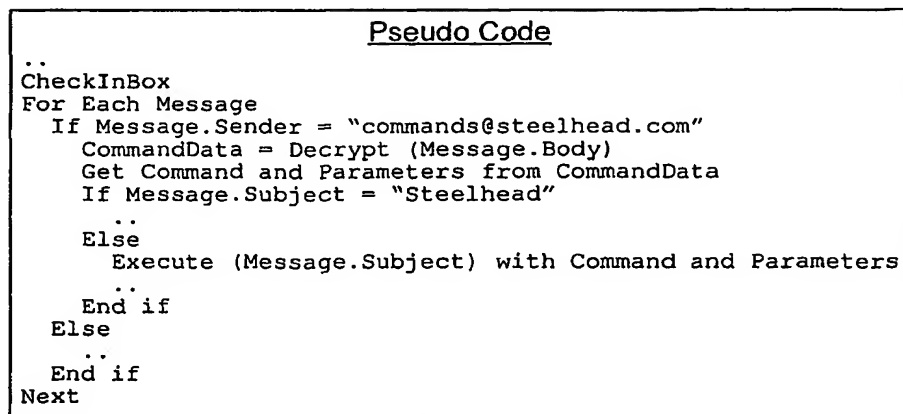 Pseudo Code
..
CheckInBox
For Each Message
If Message.Sender = “commands@steelhead.com”
CommandData = Decrypt (Message.Body)
Get Command and Parameters from CommandData
If Message.Subject = “Steelhead”
..
Else
Execute (Message.Subject) with Command and Parameters
..
End if
Else
..
End if
Next